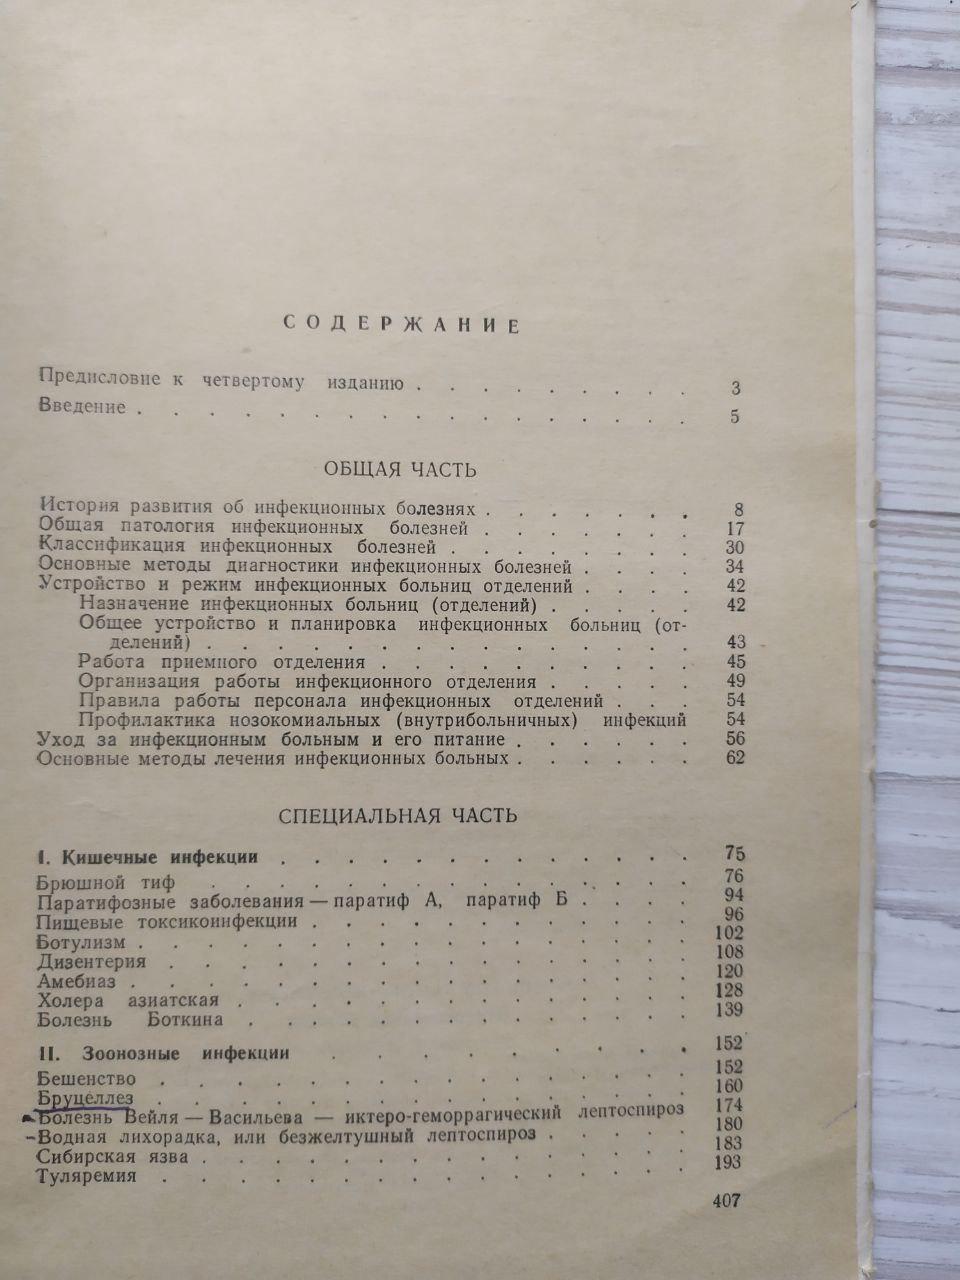 СОДЕРЖАНИЕ
Предисловие к четвертому изданию . . . . . . . . 3
Введение . . . . . . . . . . . . . . . . 5
ОБЩАЯ ЧАСТЬ
История развития об инфекционных болезнях . . . . . . . 8
Общая патология инфекционных болезней . . . . . . . 17
Классификация инфекционных болезней . . . . . . . . 30
Основные методы диагностики инфекционных болезней . . . . 34
Устройство и режим инфекционных больниц отделений . . . . 42
Назначение инфекционных больниц (отделений) . . . . . 42
Общее устройство и планировка инфекционных больниц (от-
делений) . . . . . . . . . . . . . . . 43
Работа приемного отделения . . . . . . . . . . 45
Организация работы инфекционного отделения . . . . . 49
Правила работы персонала инфекционных отделений . . . 54
Профилактика нозокомиальных (внутрибольничных) инфекций 54
Уход за инфекционным больным и его питание . . . . . . 56
Основные методы лечения инфекционных больных . . . . . . 62
СПЕЦИАЛЬНАЯ ЧАСТЬ
I. Кишечные инфекции . . . . . . . . . . . . . 75
Брюшной тиф . . . . . . . . . . . . . . . 76
Паратифозные заболевания — паратиф А, паратиф Б . . . . 94
Пищевые токсикоинфекции . . . . . . . . . . . . 96
Ботулизм . . . . . . . . . . . . . . . . . 102
Дизентерия . . . . . . . . . . . . . . . . 108
Амебиаз . . . . . . . . . . . . . . . . . 120
Холера азиатская . . . . . . . . . . . . . . 128
Болезнь Боткина . . . . . . . . . . . . . . 139
II. Зоонозные инфекции . . . . . . . . . . . 152
Бешенство . . . . . . . . . . . . . . . . 152
Бруцеллез . . . . . . . . . . . . . . . . 160
Болезнь Вейля — Васильева — иктеро-геморрагический лептоспироз 174
Водная лихорадка, или безжелтушный лептоспироз . . . . . 180
Сибирская язва . . . . . . . . . . . . . . . 183
Туляремия . . . . . . . . . . . . . . . . 193
407